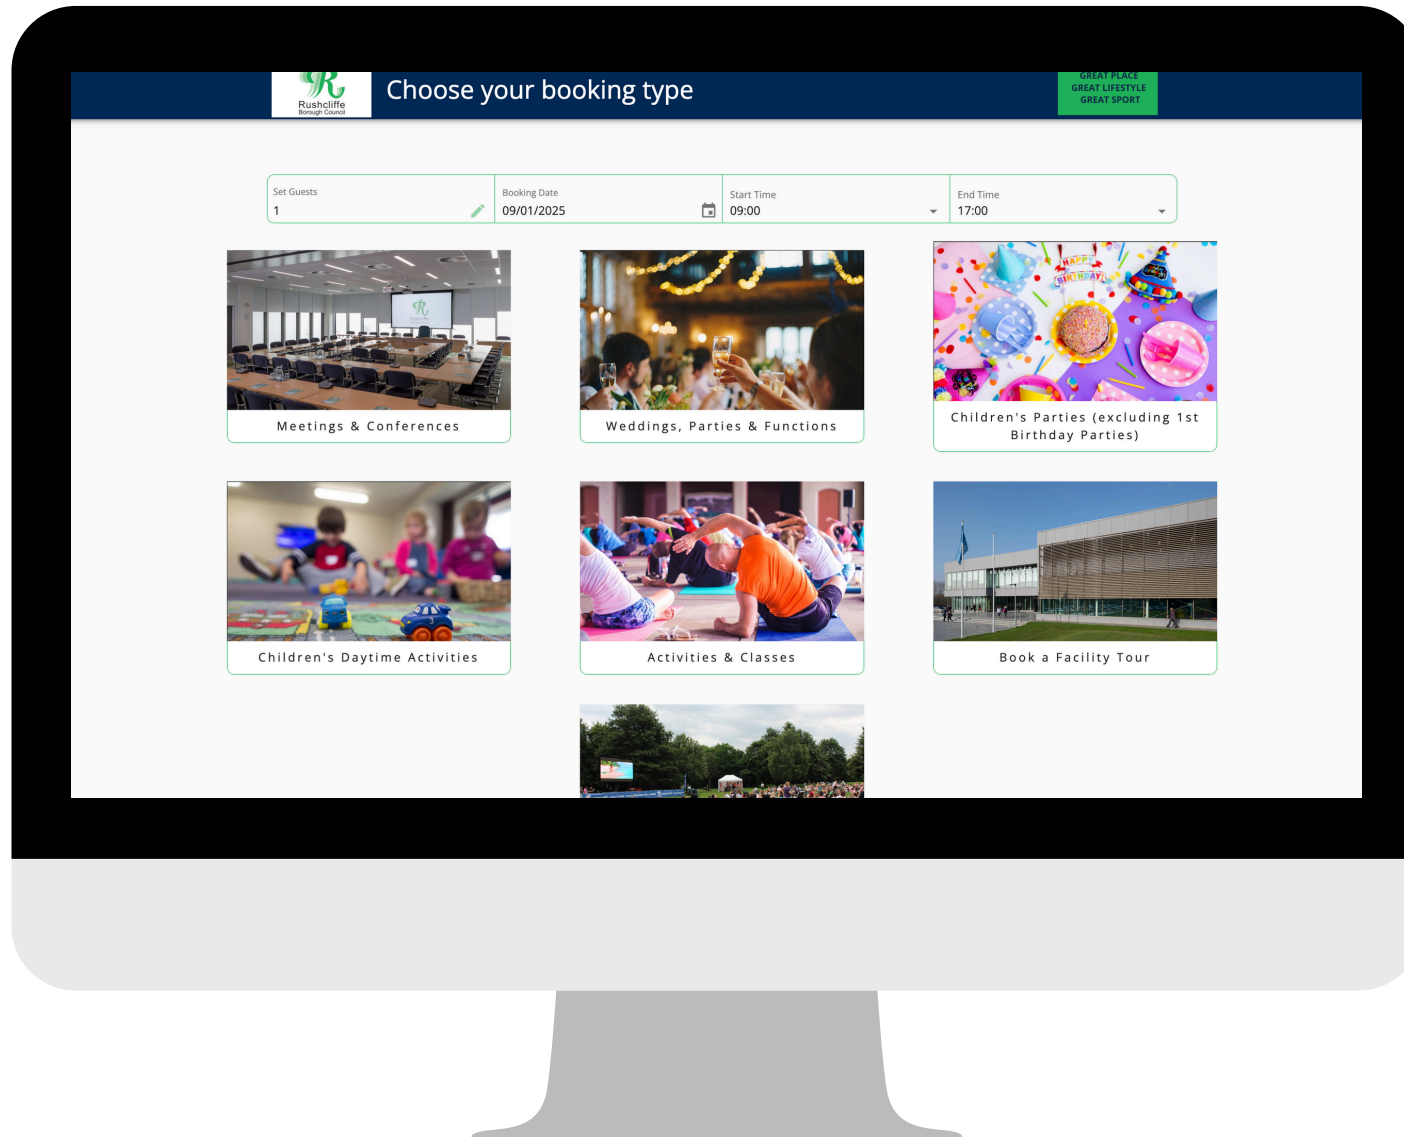 Rushcliffe
Borough Council
Choose your booking type
GREAT PLACE
GREAT LIFESTYLE
GREAT SPORT
Set Guests
1
Booking Date
09/01/2025
Start Time
09:00
End Time
17:00
HAPPY
BIRTHDAY!
Meetings & Conferences
Weddings, Parties & Functions
Children's Parties (excluding 1st
Birthday Parties)
3
Children's Daytime Activities
Activities & Classes
Book a Facility Tour